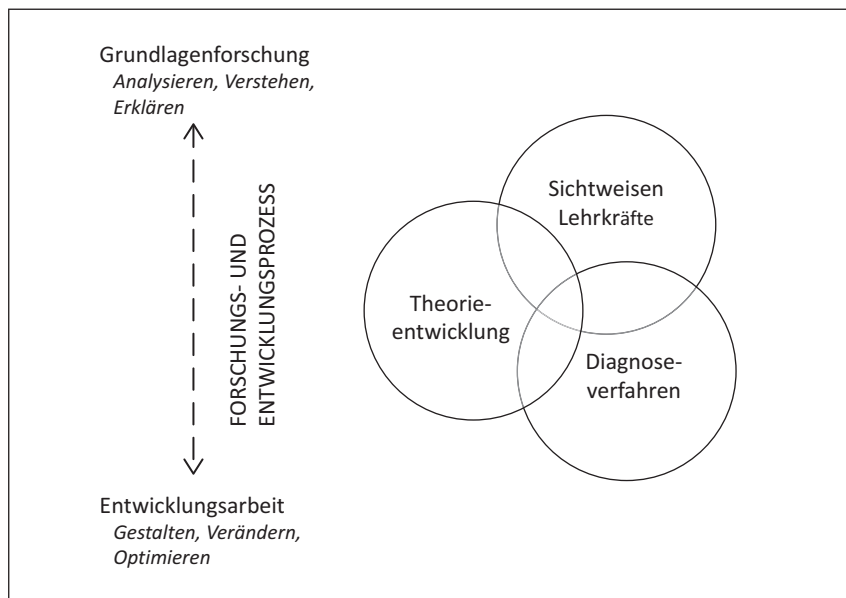 Grundlagenforschung
Analysieren, Verstehen,
Erklären
FORSCHUNGS- UND
ENTWICKLUNGSPROZESS
Entwicklungsarbeit
Gestalten, Verändern,
Optimieren
Sichtweisen
Lehrkräfte
Theorie-
entwicklung
Diagnose-
verfahren